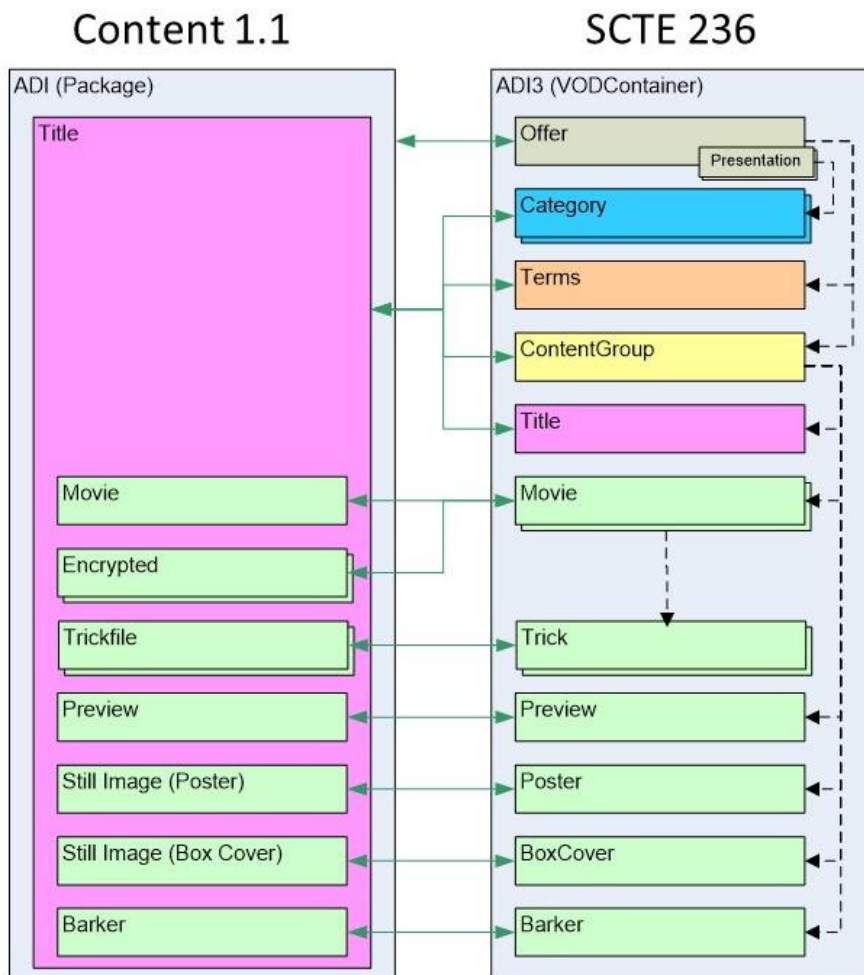 Content 1.1
SCTE 236
ADI (Package)
ADI3 (VODContainer)
Title
Offer
Presentation
Category
Terms
ContentGroup
Title
Movie
Movie
Encrypted
Trickfile
Trick
Preview
Preview
Still Image (Poster)
Poster
Still Image (Box Cover)
BoxCover
Barker
Barker